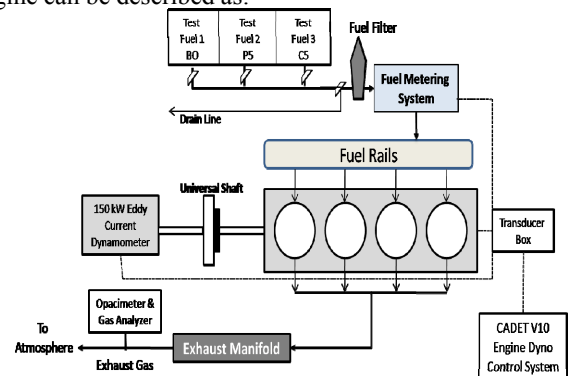 engine can be described as:
Test
Fuel 1
B0
Test
Fuel 2
P5
Test
Fuel 3
C5
Fuel Filter
Fuel Metering
System
Drain Line
Fuel Rails
Universal Shaft
150 kW Eddy
Current
Dynamometer
Transducer
Box
Opacimeter &
Gas Analyzer
To
Atmosphere
Exhaust Gas
Exhaust Manifold
CADET V10
Engine Dyno
Control System